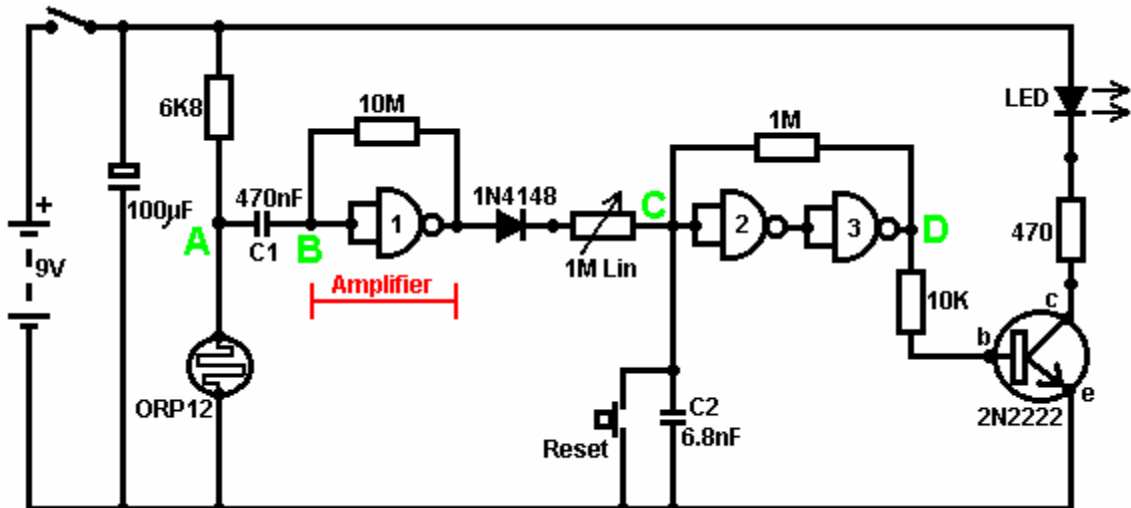 10M
6K8
LED
1M
470nF
1N4148
C
+
100µF
A
C1
B
1
2
3
D
470
9V
1M Lin
Amplifier
10K
c
b
ORP12
C2
e
6.8nF
Reset
2N2222